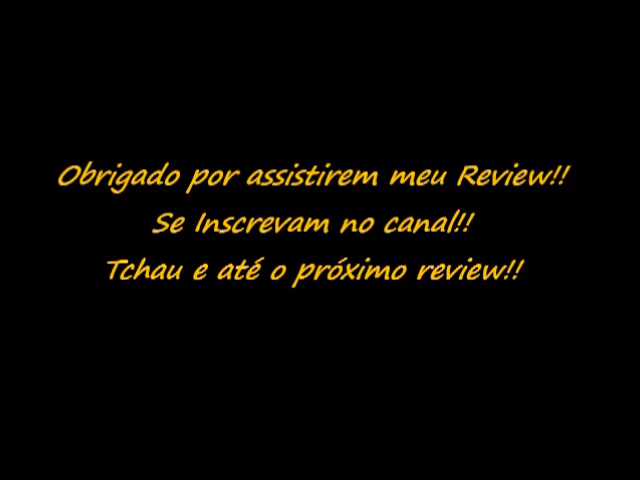 Obrigado por assistirem meu Review!!
Se Inscrevam no canal!!
Tchau e até o próximo review!!